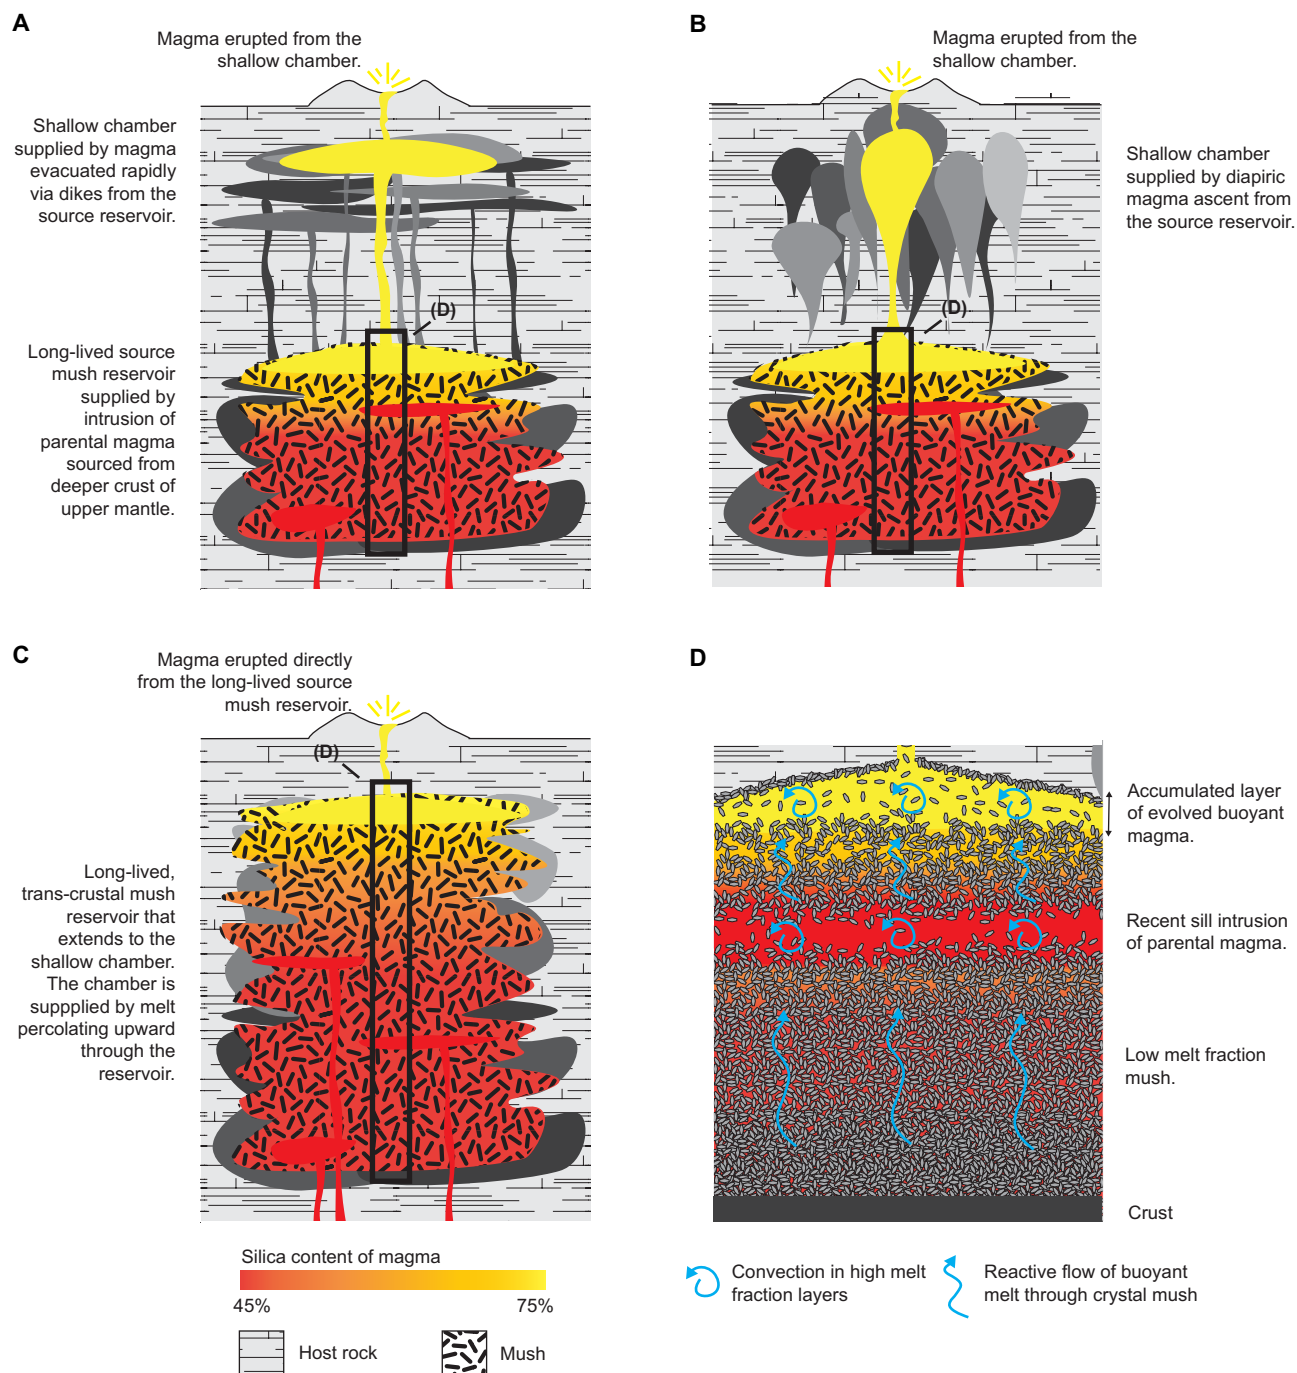 A
Magma erupted from the
shallow chamber.
Shallow chamber
supplied by magma
evacuated rapidly
via dikes from the
source reservoir.
(D)
Long-lived source
mush reservoir
supplied by
intrusion of
parental magma
sourced from
deeper crust of
upper mantle.
B
Magma erupted from the
shallow chamber.
Shallow chamber
supplied by diapiric
magma ascent from
the source reservoir.
(D)
C
Magma erupted directly
from the long-lived source
mush reservoir.
(D)
Long-lived,
trans-crustal mush
reservoir that
extends to the
shallow chamber.
The chamber is
suppplied by melt
percolating upward
through the
reservoir.
D
Accumulated layer
of evolved buoyant
magma.
Recent sill intrusion
of parental magma.
Low melt fraction
mush.
Crust
Silica content of magma
45%
75%
Host rock
Mush
Convection in high melt
fraction layers
Reactive flow of buoyant
melt through crystal mush